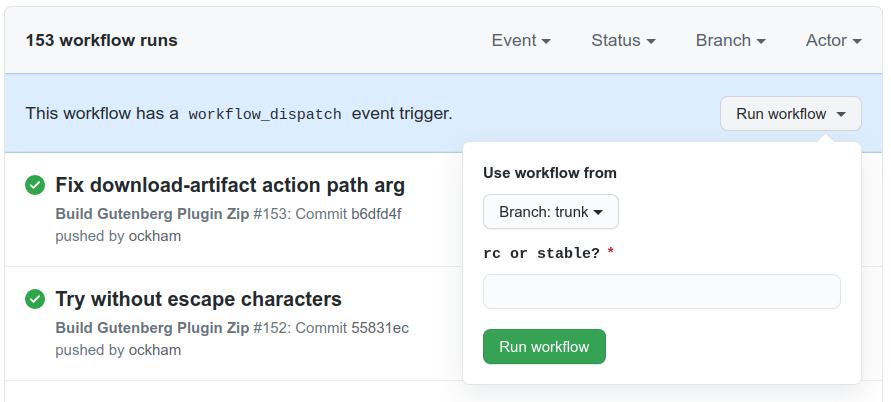 153 workflow runs Event Status Branch Actor
This workflow has a workflow_dispatch event trigger. Run workflow
Use workflow from
Branch: trunk
rc or stable? *
Run workflow
Fix download-artifact action path arg
Build Gutenberg Plugin Zip #153: Commit b6dfd4f
pushed by ockham
Try without escape characters
Build Gutenberg Plugin Zip #152: Commit 55831ec
pushed by ockham